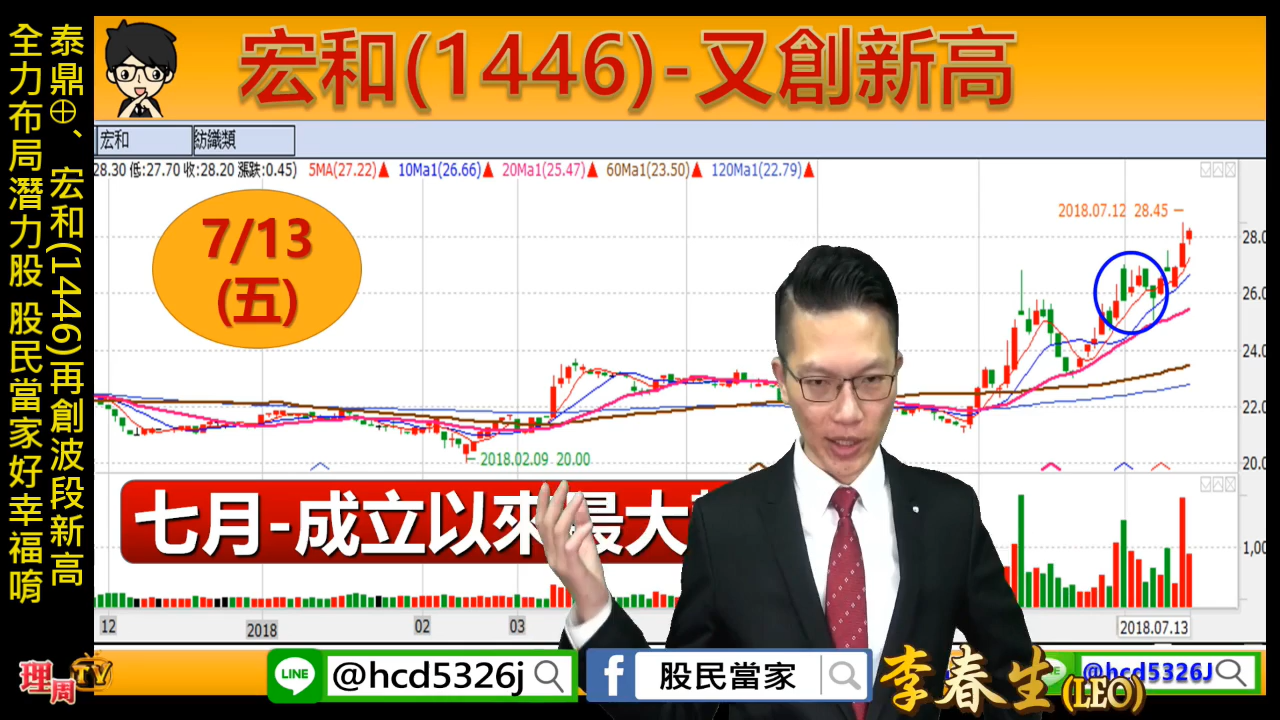 泰鼎⊕、宏和(1446)再創波段新高
全力布局潛力股 股民當家好幸福唷
宏和(1446)-又創新高
宏和 紡織類
28.30 低:27.70 收:28.20 漲跌:0.45) 5MA(27.22)▲ 10Ma1(26.66)▲ 20Ma1(25.47)▲ 60Ma1(23.50)▲ 120Ma1(22.79)▲
7/13
(五)
2018.07.12 28.45
28.0
26.0
24.0
22.0
20.0
2018.02.09 20.00
七月-成立以來最大
1,00
12 2018 02 03 2018.07.13
理周TV
LINE @hcd5326j
f 股民當家
李春生(LEO)
@hcd5326J